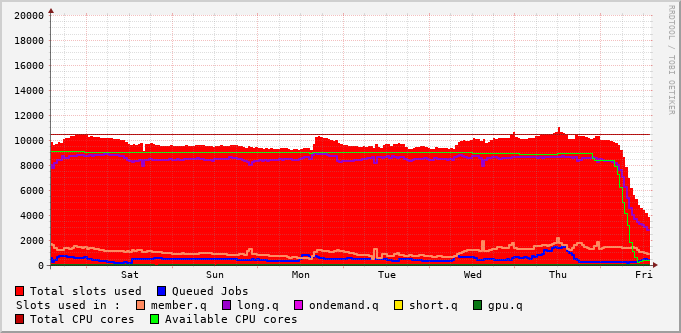 20000
18000
16000
14000
12000
10000
8000
6000
4000
2000
0
Sat Sun Mon Tue Wed Thu Fri
RRDTOOL / TOBI OETIKER
Total slots used Queued Jobs
Slots used in : member.q long.q ondemand.q short.q gpu.q
Total CPU cores Available CPU cores